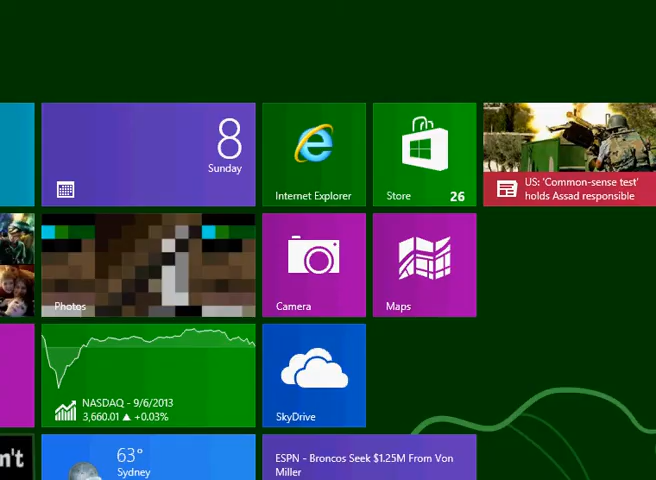 8
Sunday
Internet Explorer
Store
26
US: 'Common-sense test'
holds Assad responsible
Photos
Camera
Maps
NASDAQ - 9/6/2013
3,660.01 ▲ +0.03%
SkyDrive
n't
63°
Sydney
ESPN - Broncos Seek $1.25M From Von
Miller